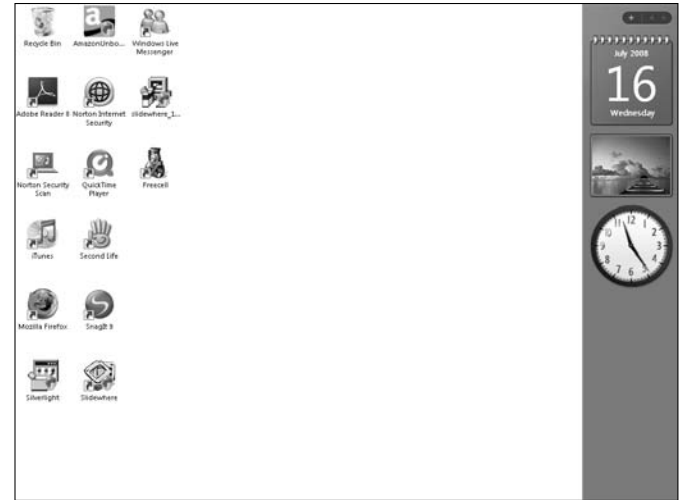 Recycle Bin
AmazonUnbo...
Windows Live
Messenger
Adobe Reader 8
Norton Internet
Security
slidewhere_1...
Norton Security
Scan
QuickTime
Player
Freecell
iTunes
Second Life
Mozilla Firefox
SnagIt 9
Silverlight
Slidewhere
July 2008
16
Wednesday
11 12
10 2
9 3
8 4
7 6 5